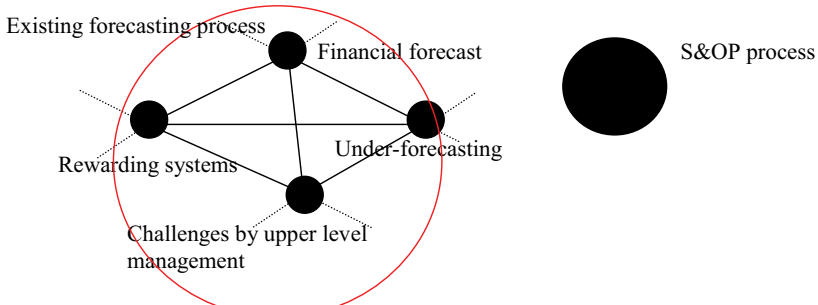 Existing forecasting process
Financial forecast
S&OP process
Under-forecasting
Rewarding systems
Challenges by upper level
management